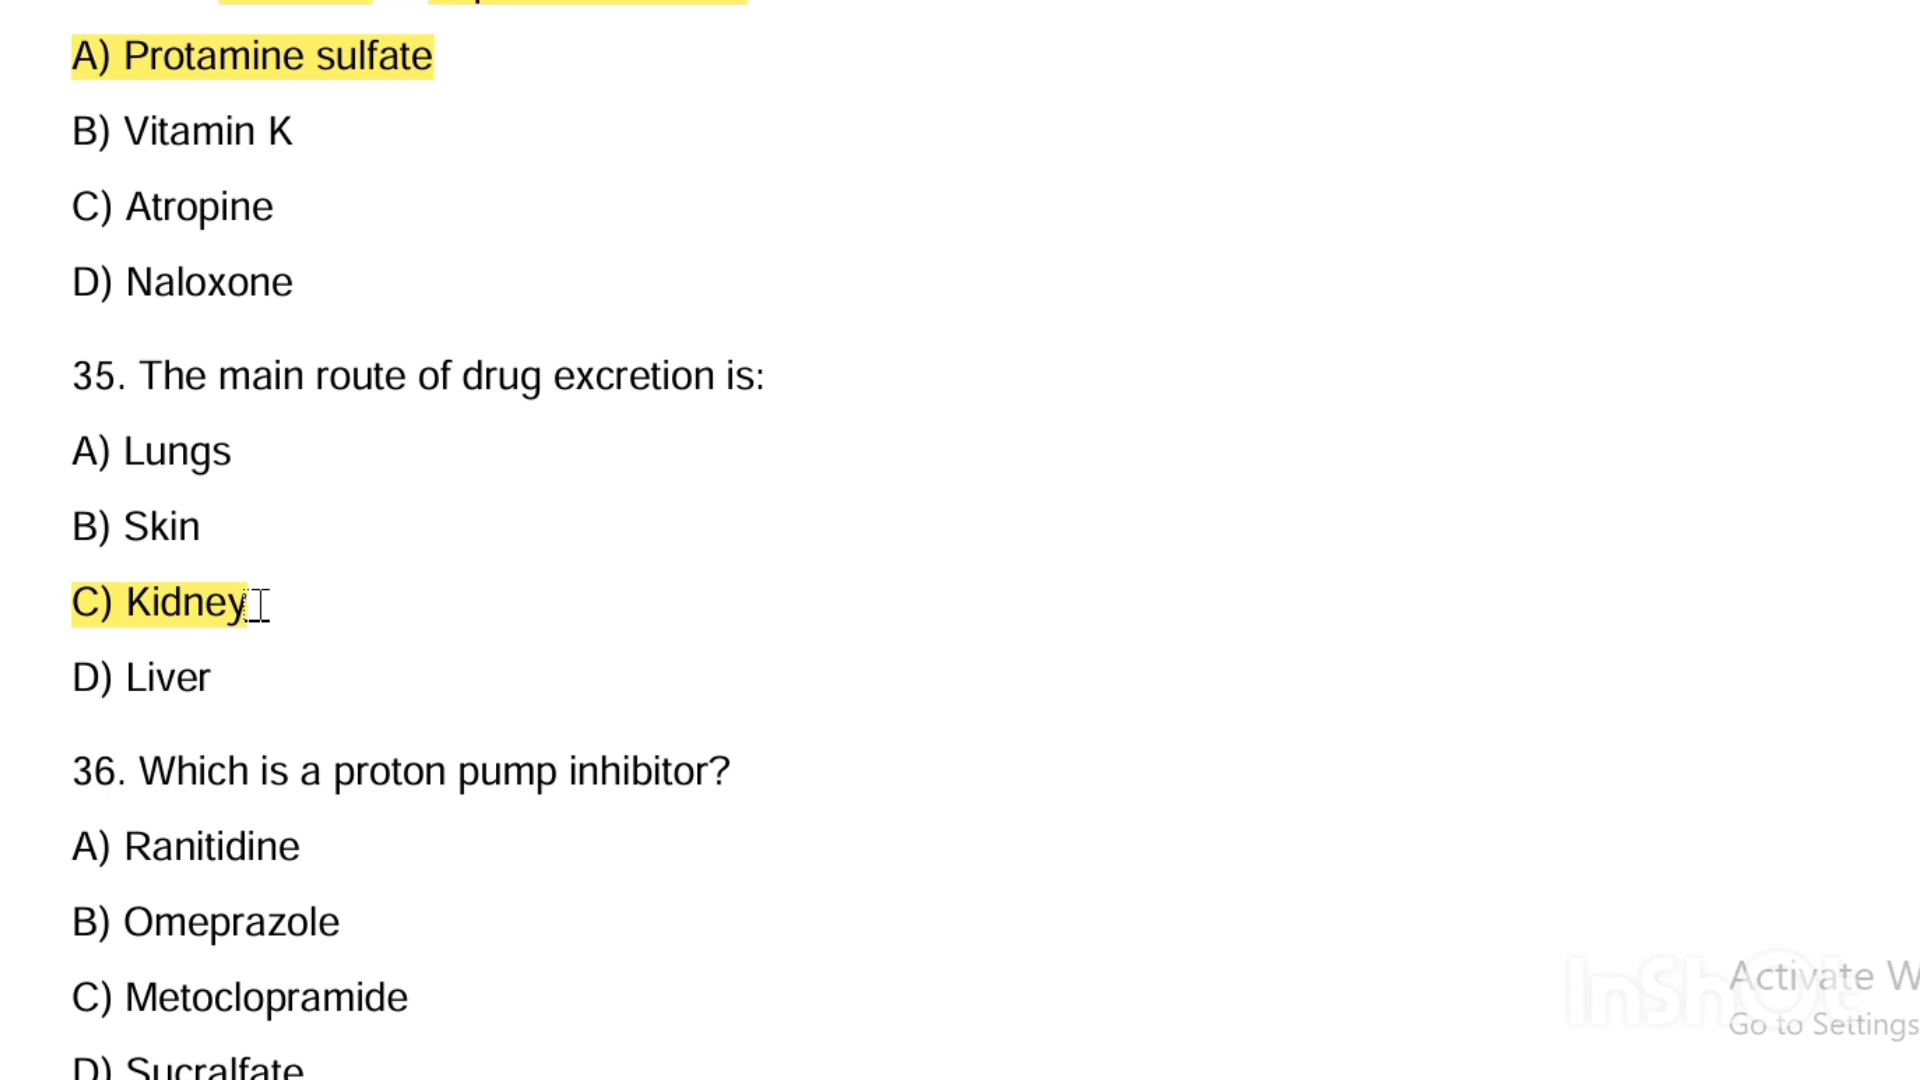 A) Protamine sulfate
B) Vitamin K
C) Atropine
D) Naloxone
35. The main route of drug excretion is:
A) Lungs
B) Skin
C) Kidney
D) Liver
36. Which is a proton pump inhibitor?
A) Ranitidine
B) Omeprazole
C) Metoclopramide
D) Sucralfate
InShOt
Activate W
Go to Settings